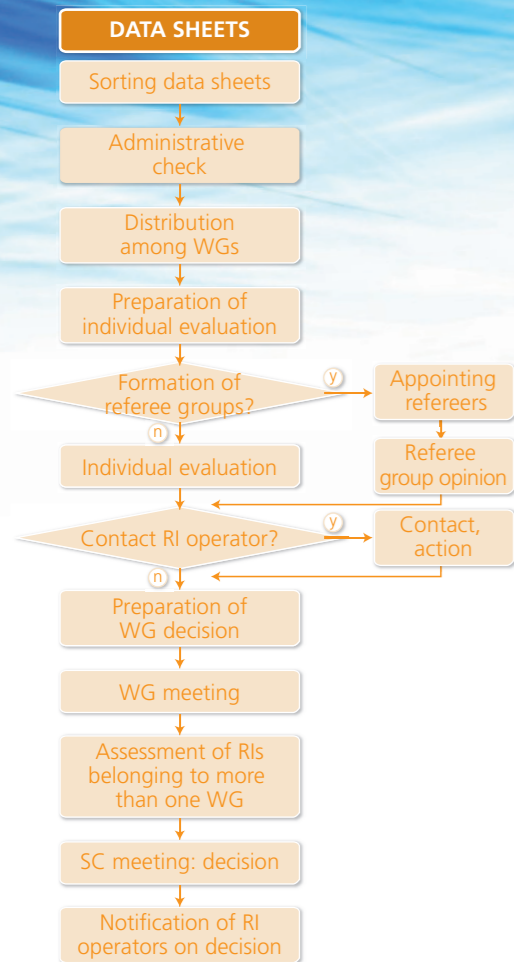 DATA SHEETS
Sorting data sheets
Administrative
check
Distribution
among WGs
Preparation of
individual evaluation
Formation of
referee groups?
y
Appointing
refereers
n
Individual evaluation
Referee
group opinion
Contact RI operator?
y
Contact,
action
n
Preparation of
WG decision
WG meeting
Assessment of RIs
belonging to more
than one WG
SC meeting: decision
Notification of RI
operators on decision